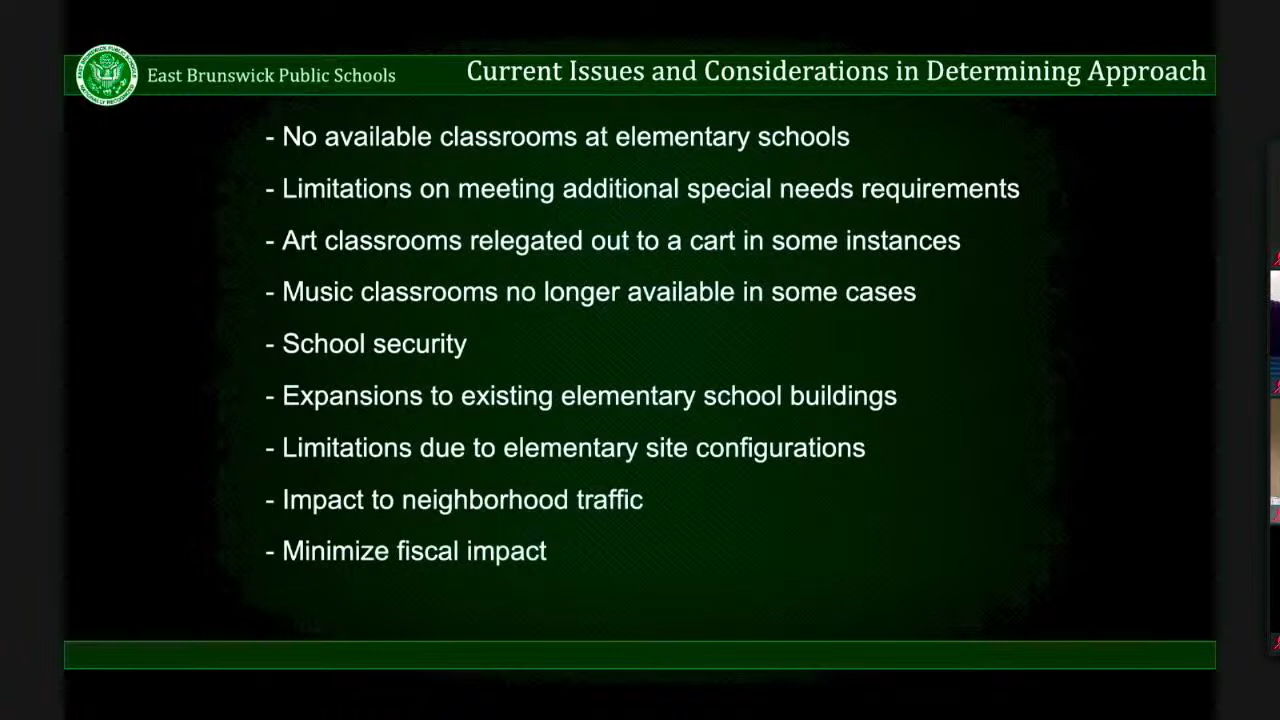 East Brunswick Public Schools
Current Issues and Considerations in Determining Approach
- No available classrooms at elementary schools
- Limitations on meeting additional special needs requirements
- Art classrooms relegated out to a cart in some instances
- Music classrooms no longer available in some cases
- School security
- Expansions to existing elementary school buildings
- Limitations due to elementary site configurations
- Impact to neighborhood traffic
- Minimize fiscal impact